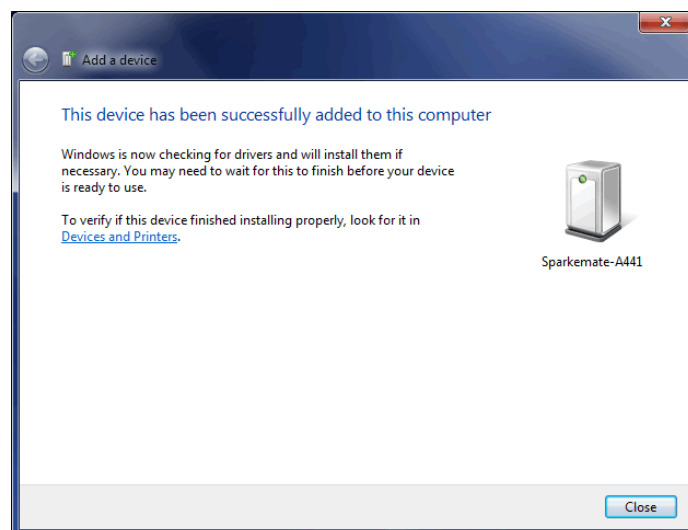 Add a device
This device has been successfully added to this computer
Windows is now checking for drivers and will install them if
necessary. You may need to wait for this to finish before your device
is ready to use.
To verify if this device finished installing properly, look for it in
Devices and Printers.
Sparkemate-A441
Close